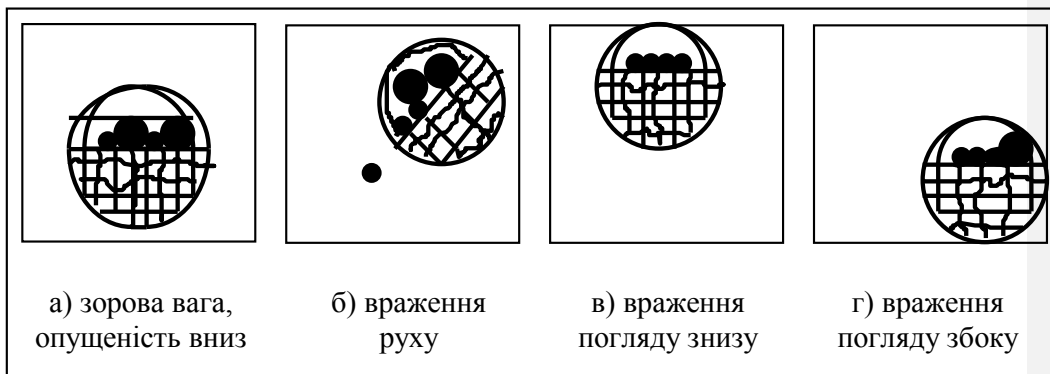 а) зорова вага,
опущеність вниз
б) враження
руху
в) враження
погляду знизу
г) враження
погляду збоку